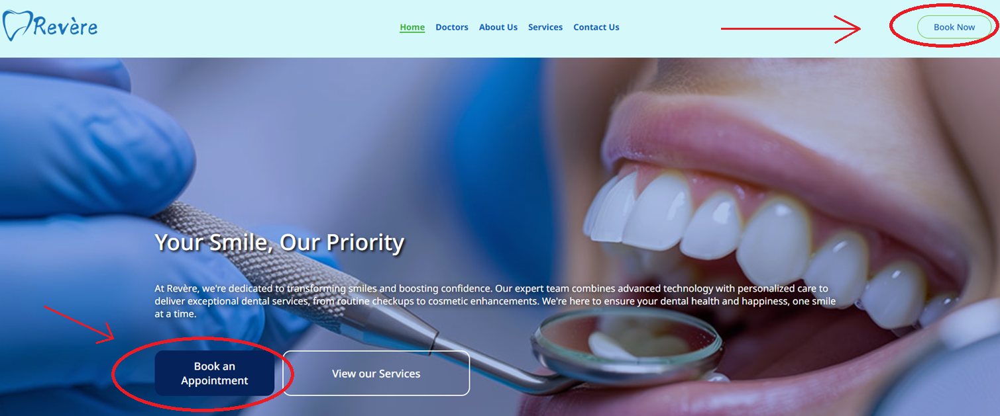 Revère
Home Doctors About Us Services Contact Us
Book Now
Your Smile, Our Priority
At Revère, we're dedicated to transforming smiles and boosting confidence. Our expert team combines advanced technology with personalized care to
deliver exceptional dental services, from routine checkups to cosmetic enhancements. We're here to ensure your dental health and happiness, one smile
at a time.
Book an
Appointment
View our Services